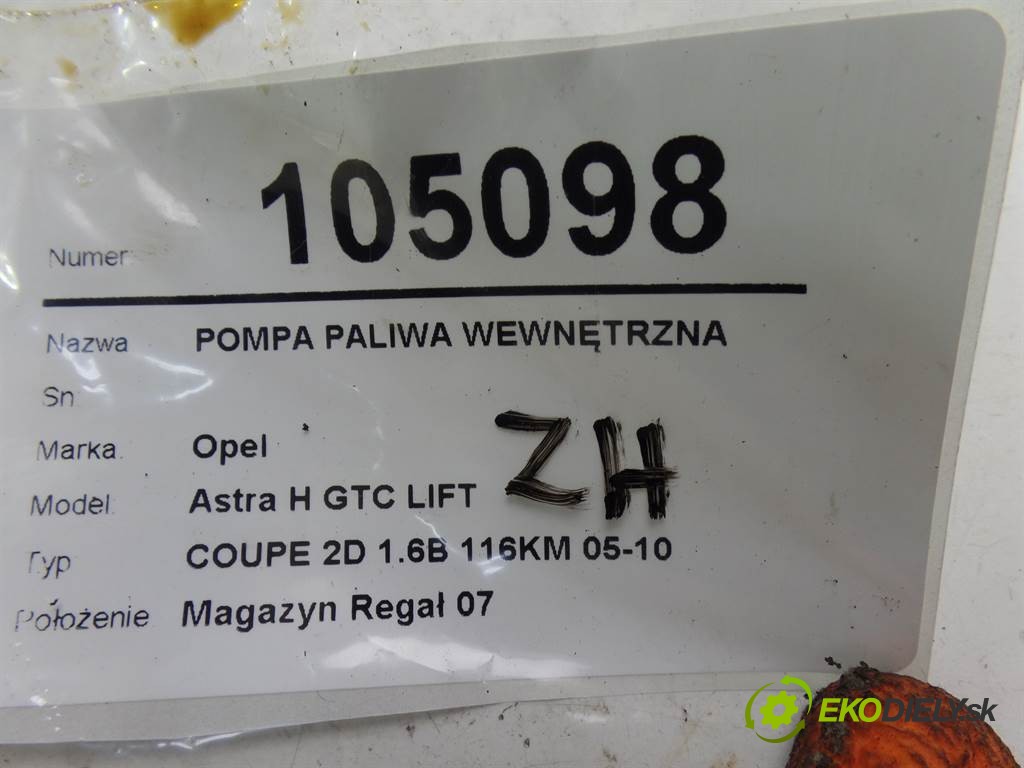 Numer 105098
Nazwa POMPA PALIWA WEWNĘTRZNA
Sn
Marka Opel
Model: Astra H GTC LIFT ZH
Typ COUPE 2D 1.6B 116KM 05-10
Położenie Magazyn Regał 07
EKODIELY.sk